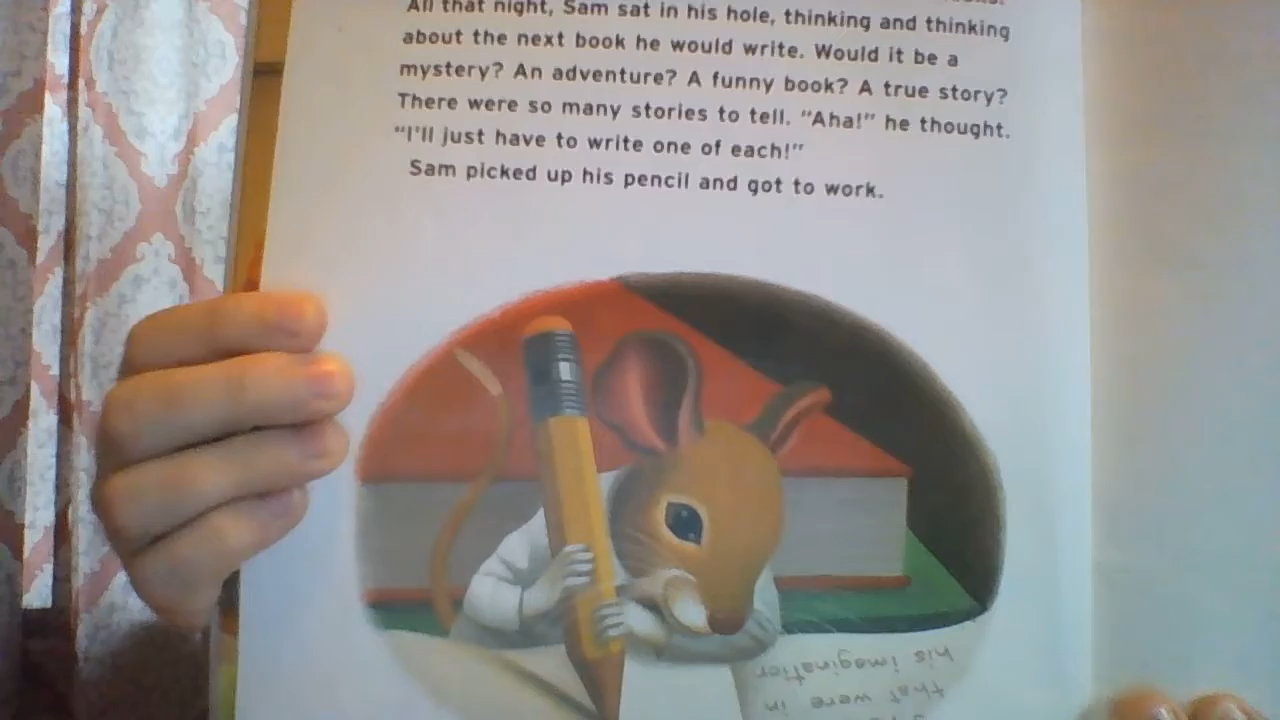 All that night, Sam sat in his hole, thinking and thinking
about the next book he would write. Would it be a
mystery? An adventure? A funny book? A true story?
There were so many stories to tell. “Aha!” he thought.
“I’ll just have to write one of each!”
Sam picked up his pencil and got to work.
his imagination
that were in